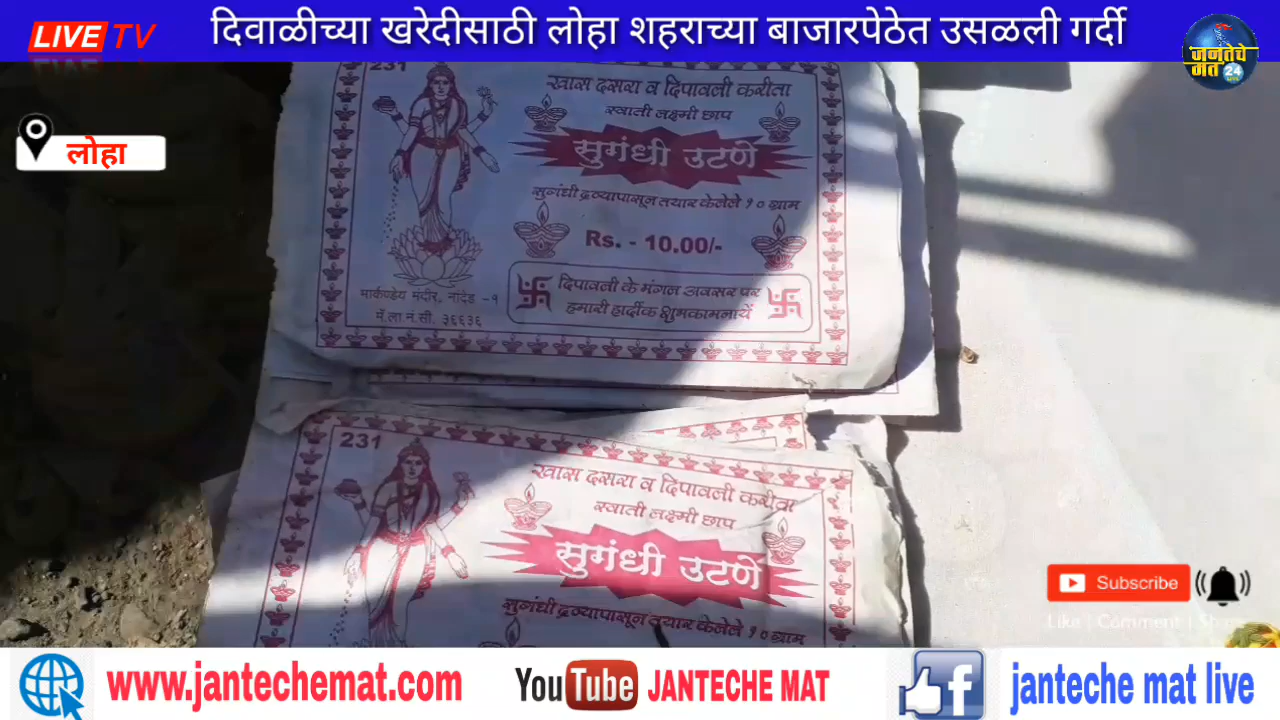 LIVE TV
दिवाळीच्या खरेदीसाठी लोहा शहराच्या बाजारपेठेत उसळली गर्दी
जनतेचे
मत 24
LIVE
लोहा
231
खास दसरा व दिपावली करीता
स्वाती लक्ष्मी छाप
सुगंधी उटणे
सुगंधी द्रव्यापासून तयार केलेले १० ग्राम
Rs. - 10.00/-
दिपावली के मंगल अवसर पर
हमारी हार्दीक शुभकामनायें
मार्कण्डेय मंदीर, नांदेड -१
में.ला नं.सी. ३६६३६
231
खास दसरा व दिपावली करीता
स्वाती लक्ष्मी छाप
सुगंधी उटणे
सुगंधी द्रव्यापासून तयार केलेले १० ग्राम
Subscribe
Like | Comment | Share
www.jantechemat.com
YouTube JANTECHE MAT
f janteche mat live